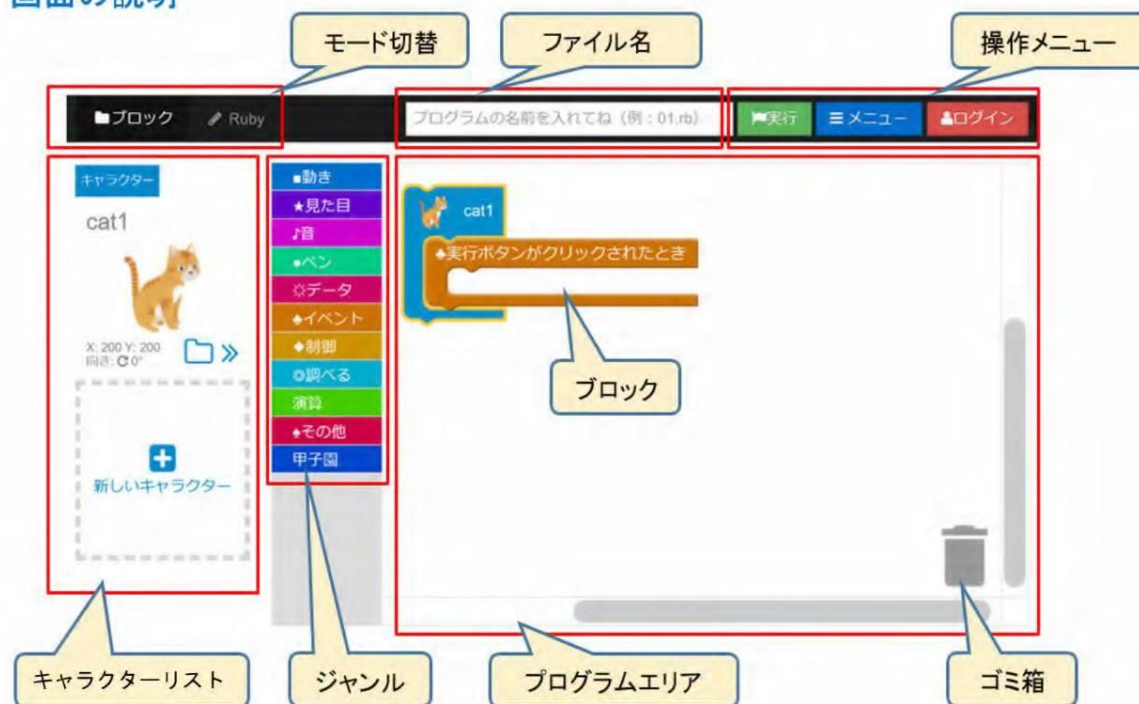 画面の説明
モード切替
ファイル名
操作メニュー
ブロック
Ruby
プログラムの名前を入れてね（例：01.rb）
実行
メニュー
ログイン
キャラクター
cat1
X: 200 Y: 200
向き: 0°
新しいキャラクター
■動き
★見た目
♪音
●ペン
☼データ
♠イベント
◆制御
◎調べる
演算
♠その他
甲子園
cat1
♠実行ボタンがクリックされたとき
ブロック
キャラクターリスト
ジャンル
プログラムエリア
ゴミ箱